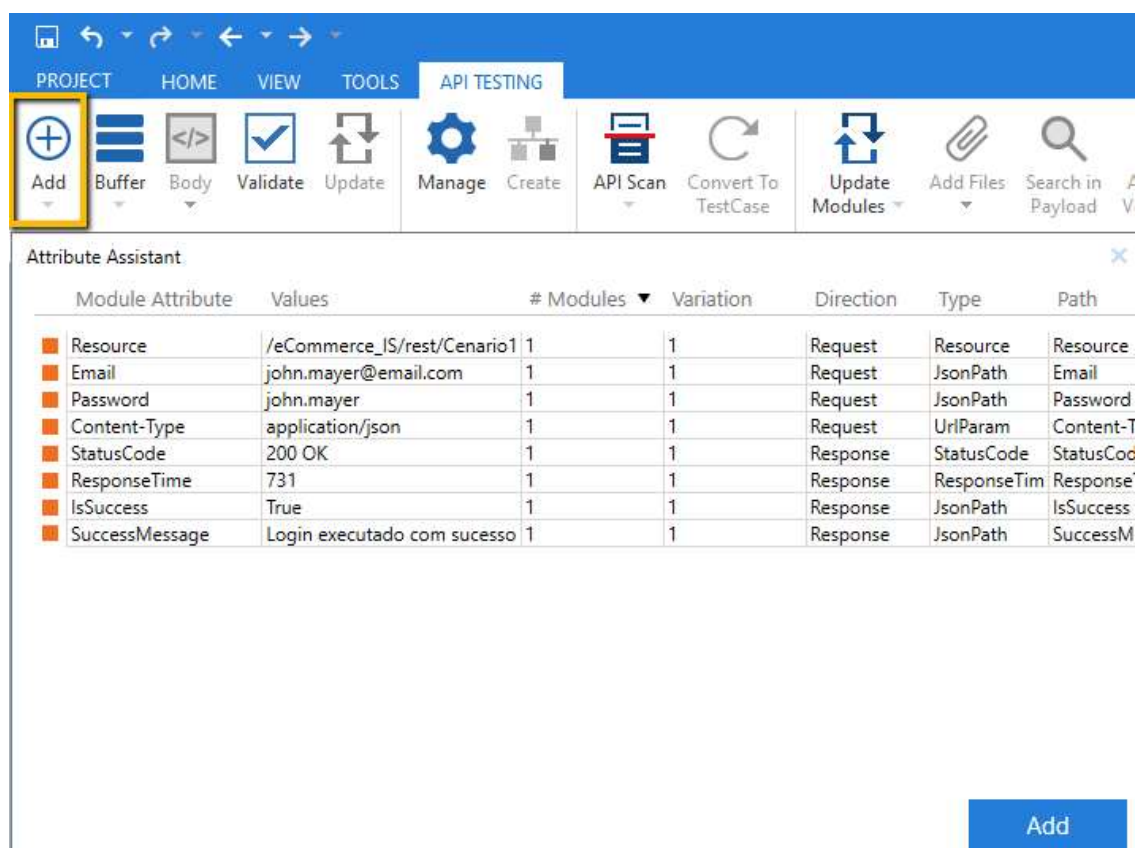 PROJECT HOME VIEW TOOLS API TESTING
Add Buffer Body Validate Update Manage Create API Scan Convert To TestCase Update Modules Add Files Search in Payload
Attribute Assistant
Module Attribute Values # Modules Variation Direction Type Path
Resource /eCommerce_IS/rest/Cenario1 1 1 Request Resource Resource
Email john.mayer@email.com 1 1 Request JsonPath Email
Password john.mayer 1 1 Request JsonPath Password
Content-Type application/json 1 1 Request UrlParam Content-T
StatusCode 200 OK 1 1 Response StatusCode StatusCod
ResponseTime 731 1 1 Response ResponseTim Response
IsSuccess True 1 1 Response JsonPath IsSuccess
SuccessMessage Login executado com sucesso 1 1 Response JsonPath SuccessM
Add